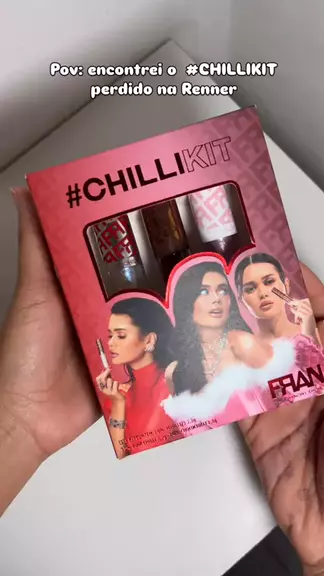 Pov: encontrei o #CHILLIKIT
perdido na Renner
#CHILLIKIT
FRAN